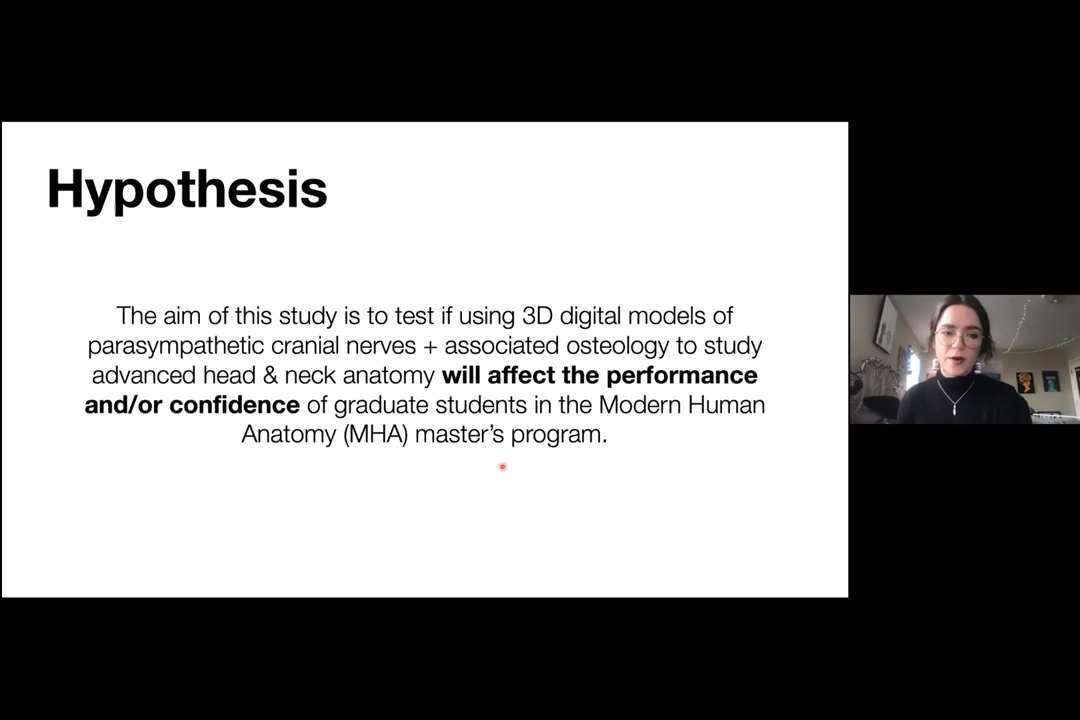 Hypothesis
The aim of this study is to test if using 3D digital models of
parasympathetic cranial nerves + associated osteology to study
advanced head & neck anatomy will affect the performance
and/or confidence of graduate students in the Modern Human
Anatomy (MHA) master’s program.